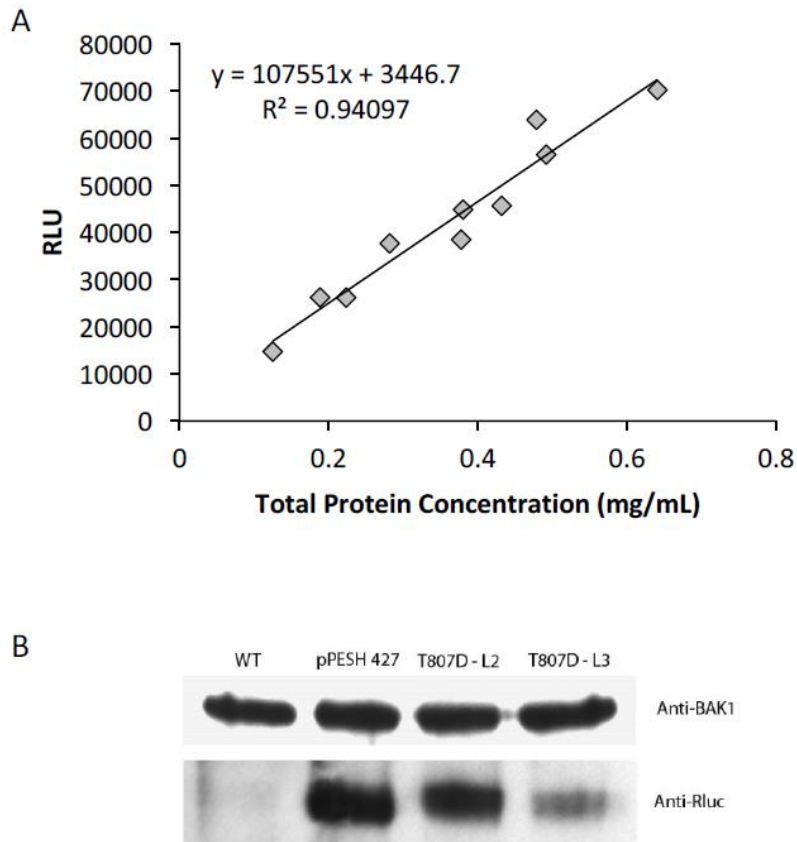 A
80000
70000
60000
50000
40000
30000
20000
10000
0
RLU
y = 107551x + 3446.7
R² = 0.94097
0 0.2 0.4 0.6 0.8
Total Protein Concentration (mg/mL)
B
WT pPESH 427 T807D - L2 T807D - L3
Anti-BAK1
Anti-Rluc